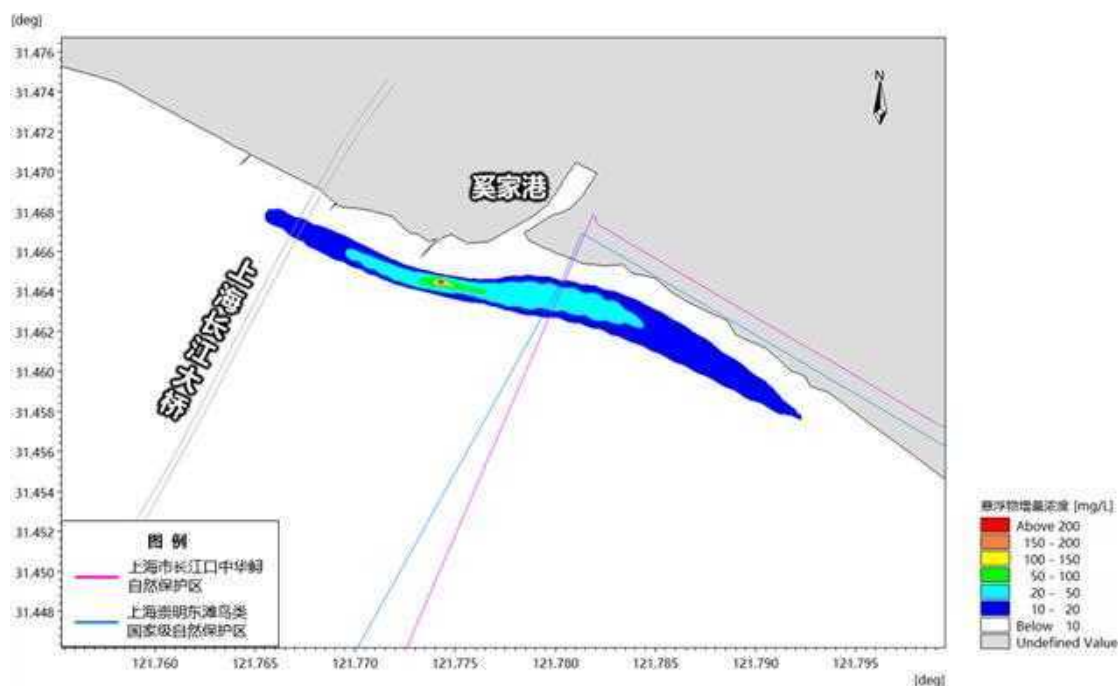 [deg]
31.476
31.474
31.472
31.470
31.468
31.466
31.464
31.462
31.460
31.458
31.456
31.454
31.452
31.450
31.448
N
奚家港
上海长江大桥
图 例
上海市长江口中华鲟
自然保护区
上海崇明东滩鸟类
国家级自然保护区
121.760
121.765
121.770
121.775
121.780
121.785
121.790
121.795
[deg]
悬浮物增量浓度 [mg/L]
Above 200
150 - 200
100 - 150
50 - 100
20 - 50
10 - 20
Below 10
Undefined Value